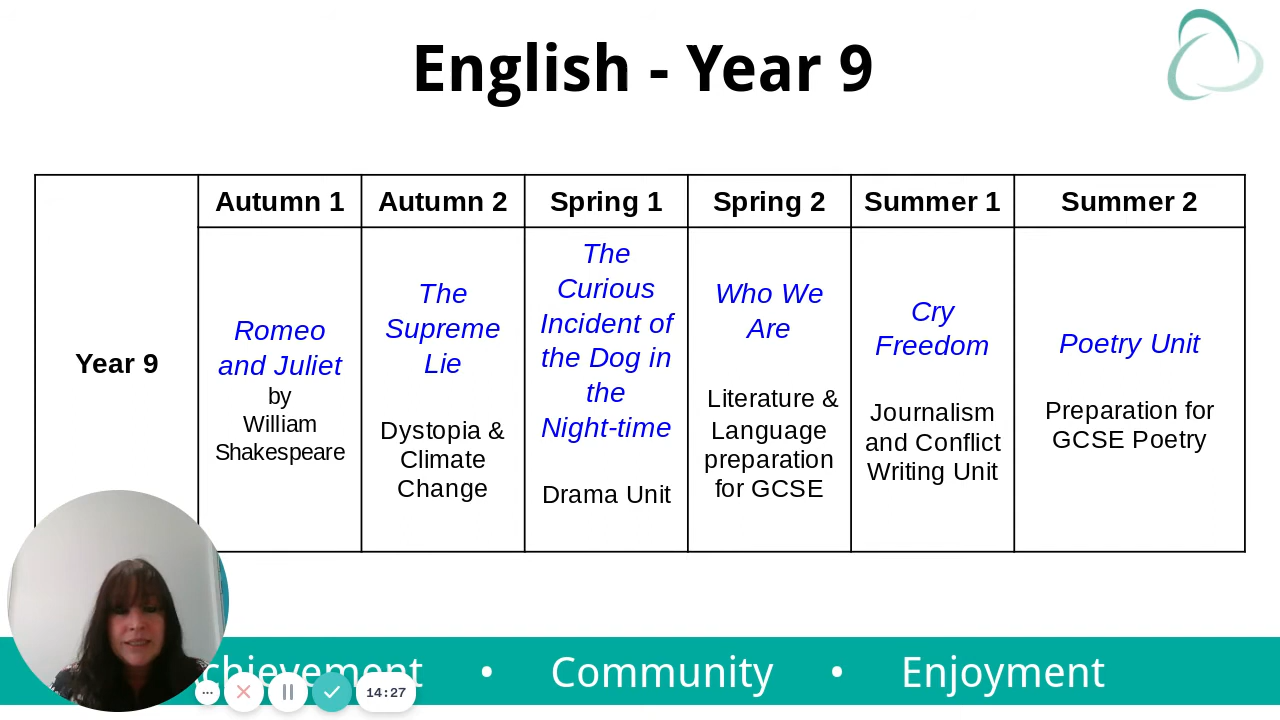 English - Year 9
Autumn 1
Autumn 2
Spring 1
Spring 2
Summer 1
Summer 2
Year 9
Romeo
and Juliet
by
William
Shakespeare
The
Supreme
Lie
Dystopia &
Climate
Change
The
Curious
Incident of
the Dog in
the
Night-time
Drama Unit
Who We
Are
Literature &
Language
preparation
for GCSE
Cry
Freedom
Journalism
and Conflict
Writing Unit
Poetry Unit
Preparation for
GCSE Poetry
chievement • Community • Enjoyment
14:27